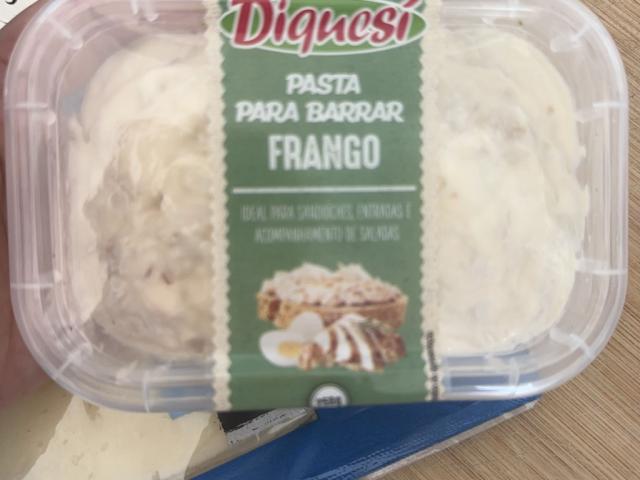 Diquesí
PASTA
PARA BARRAR
FRANGO
IDEAL PARA SANDUÍCHES, ENTRADAS E
ACOMPANHAMENTO DE SALADAS